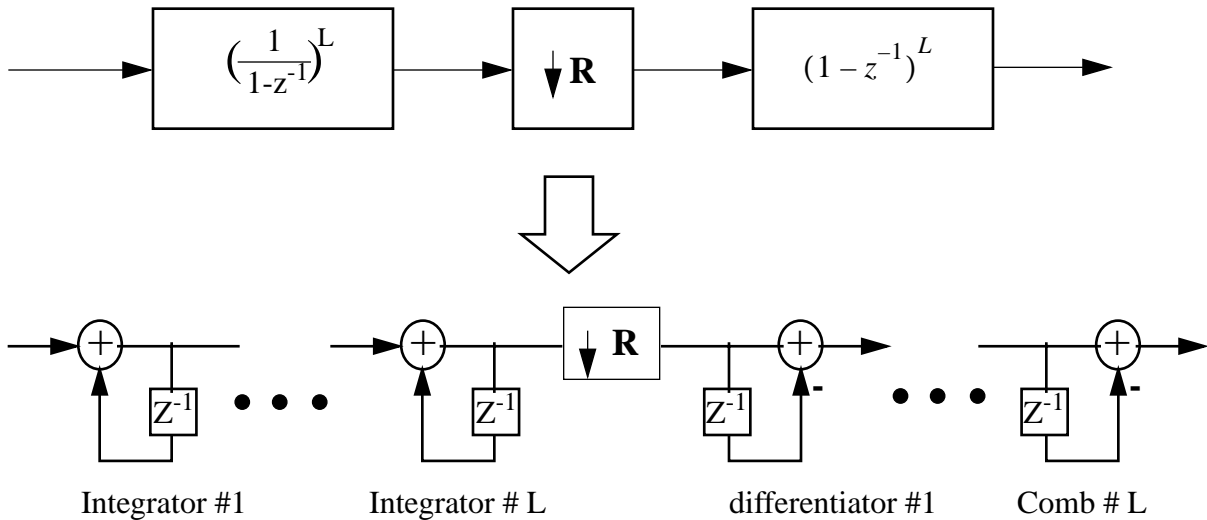 (1/1-z⁻¹)ᴸ
↓ R
(1 – z⁻¹)ᴸ
+ + ↓ R + +
Z⁻¹ Z⁻¹ Z⁻¹ - Z⁻¹ -
Integrator #1 Integrator # L differentiator #1 Comb # L